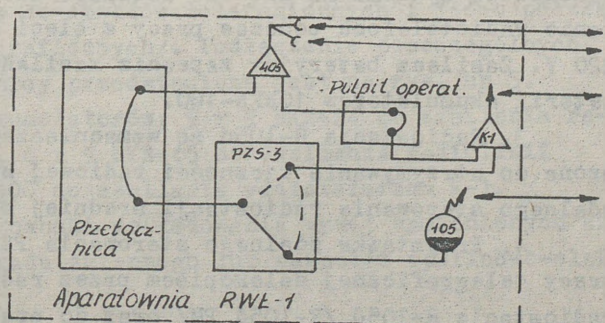 405
Pulpit operat.
K-1
PZS-3
105
Przełącz-
nica
Aparatownia RWŁ-1